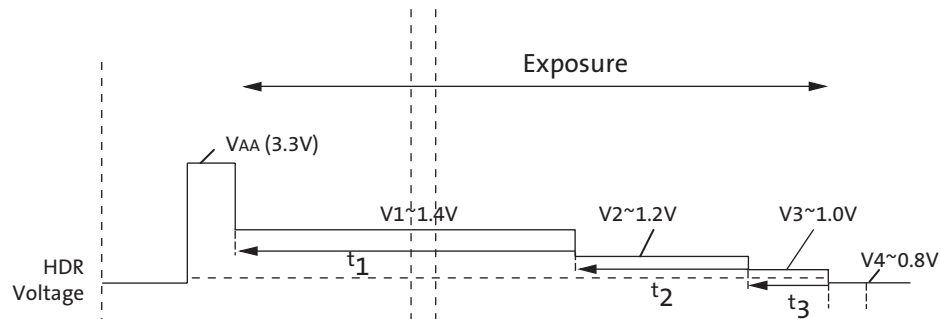 Exposure
VAA (3.3V)
V1~1.4V
V2~1.2V
V3~1.0V
V4~0.8V
HDR
Voltage
t1
t2
t3